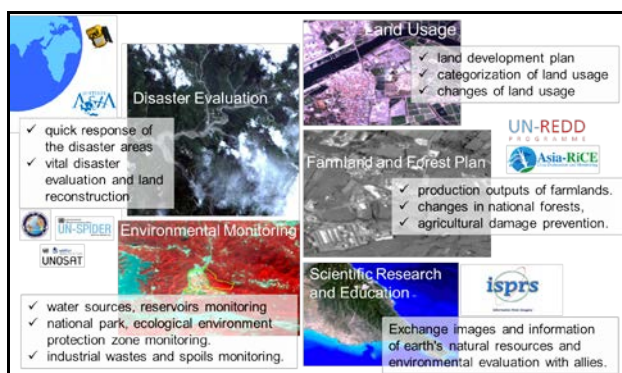 Disaster Evaluation
✓ quick response of
the disaster areas
✓ vital disaster
evaluation and land
reconstruction
UN-SPIDER
UNOSAT
Environmental Monitoring
✓ water sources, reservoirs monitoring
✓ national park, ecological environment
protection zone monitoring.
✓ industrial wastes and spoils monitoring.
Land Usage
✓ land development plan
✓ categorization of land usage
✓ changes of land usage
UN-REDD
PROGRAMME
Asia-RiCE
Farmland and Forest Plan
✓ production outputs of farmlands.
✓ changes in national forests,
✓ agricultural damage prevention.
Scientific Research
and Education
isprs
Exchange images and information
of earth's natural resources and
environmental evaluation with allies.